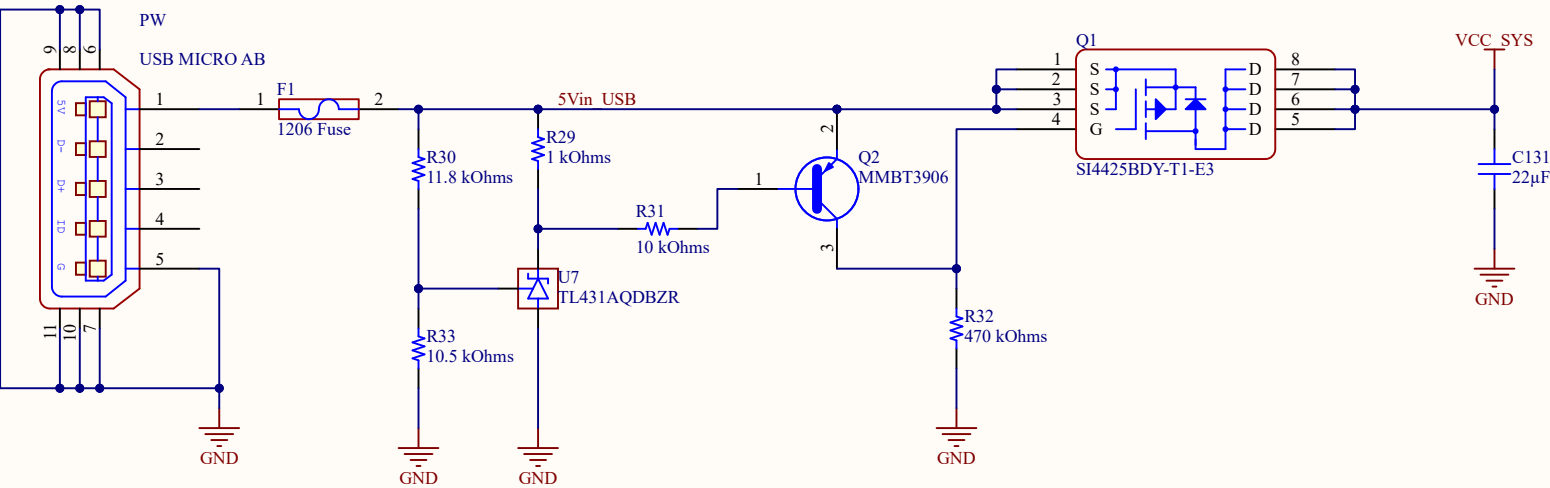 PW
USB MICRO AB
9
8
6
5V
D-
D+
ID
G
1
2
3
4
5
11
10
7
GND
F1
1
2
1206 Fuse
R30
11.8 kOhms
R33
10.5 kOhms
GND
5Vin_USB
R29
1 kOhms
U7
TL431AQDBZR
GND
R31
10 kOhms
1
2
3
Q2
MMBT3906
R32
470 kOhms
GND
Q1
1
2
3
4
S
S
S
G
D
D
D
D
8
7
6
5
SI4425BDY-T1-E3
VCC_SYS
C131
22µF
GND